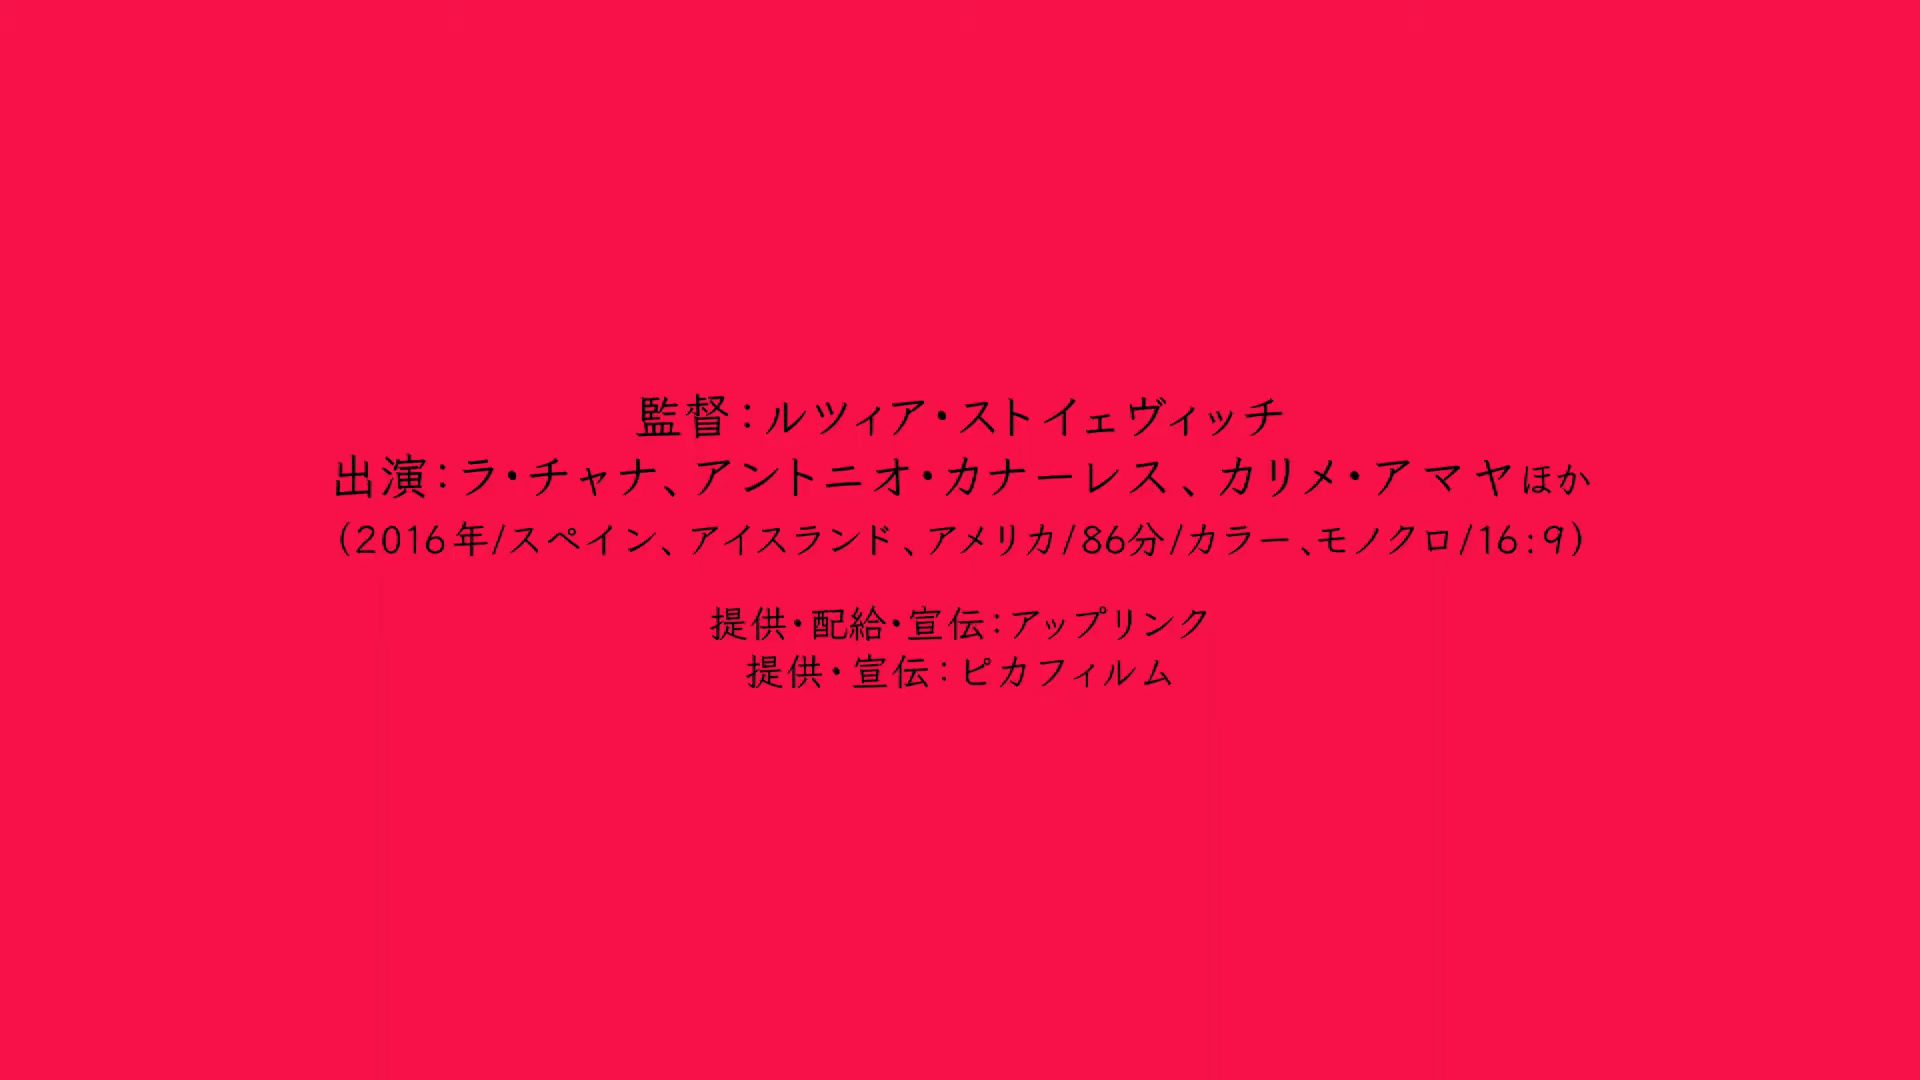 監督：ルツィア・ストイェヴィッチ
出演：ラ・チャナ、アントニオ・カナーレス、カリメ・アマヤほか
（2016年/スペイン、アイスランド、アメリカ/86分/カラー、モノクロ/16：9）
提供・配給・宣伝：アップリンク
提供・宣伝：ピカフィルム